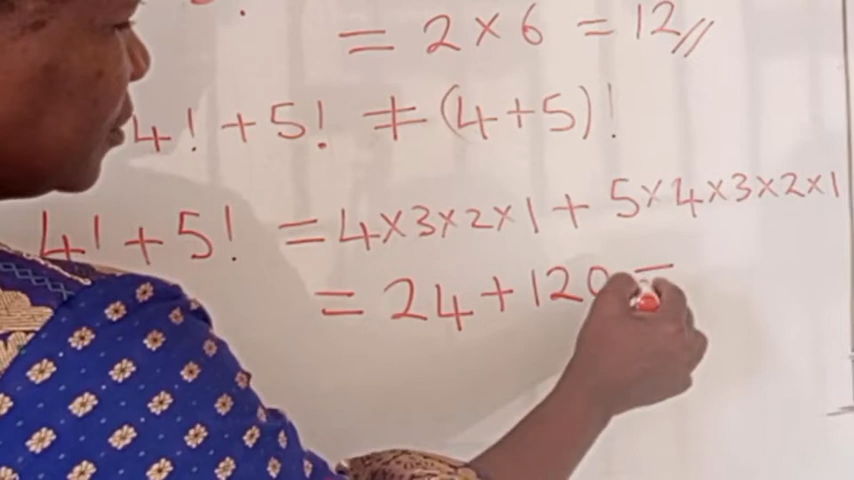 = 2 × 6 = 12//
4! + 5! ≠ (4+5)!
4! + 5! = 4×3×2×1 + 5×4×3×2×1
= 24 + 120